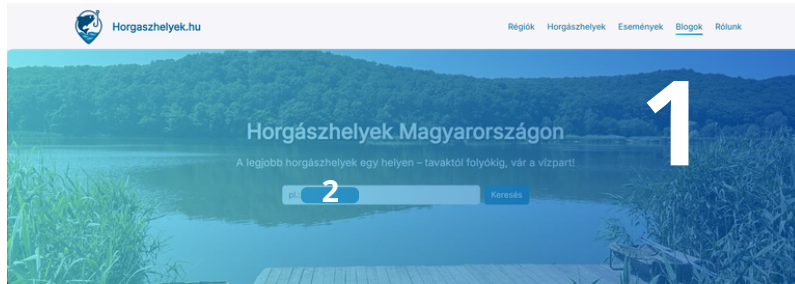 Horgaszhelyek.hu
Régiók Horgászhelyek Események Blogok Rólunk
1
Horgászhelyek Magyarországon
A legjobb horgászhelyek egy helyen – tavaktól folyókig, vár a vízpart!
pl.: 2 Keresés